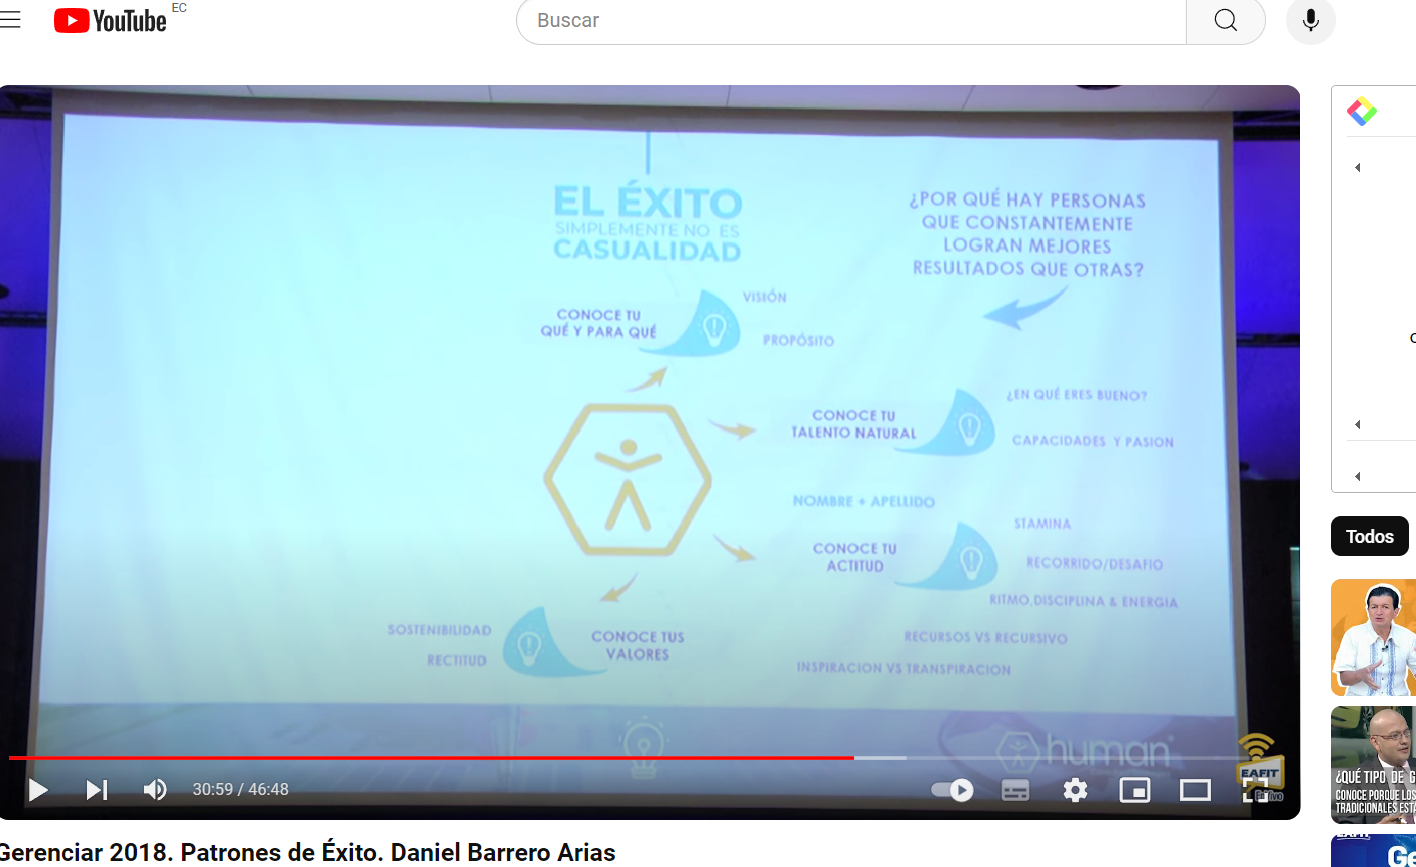 YouTube EC
Buscar
EL ÉXITO
SIMPLEMENTE NO ES
CASUALIDAD
¿POR QUÉ HAY PERSONAS
QUE CONSTANTEMENTE
LOGRAN MEJORES
RESULTADOS QUE OTRAS?
CONOCE TU
QUÉ Y PARA QUÉ
VISIÓN
PROPÓSITO
CONOCE TU
TALENTO NATURAL
¿EN QUÉ ERES BUENO?
CAPACIDADES Y PASION
NOMBRE + APELLIDO
CONOCE TU
ACTITUD
STAMINA
RECORRIDO/DESAFIO
RITMO,DISCIPLINA & ENERGIA
RECURSOS VS RECURSIVO
INSPIRACION VS TRANSPIRACION
SOSTENIBILIDAD
RECTITUD
CONOCE TUS
VALORES
human
EAFIT
30:59 / 46:48
Gerenciar 2018. Patrones de Éxito. Daniel Barrero Arias
Todos
¿QUÉ TIPO DE G
CONOCE PORQUE LOS
TRADICIONALES ESTÁ
Ge